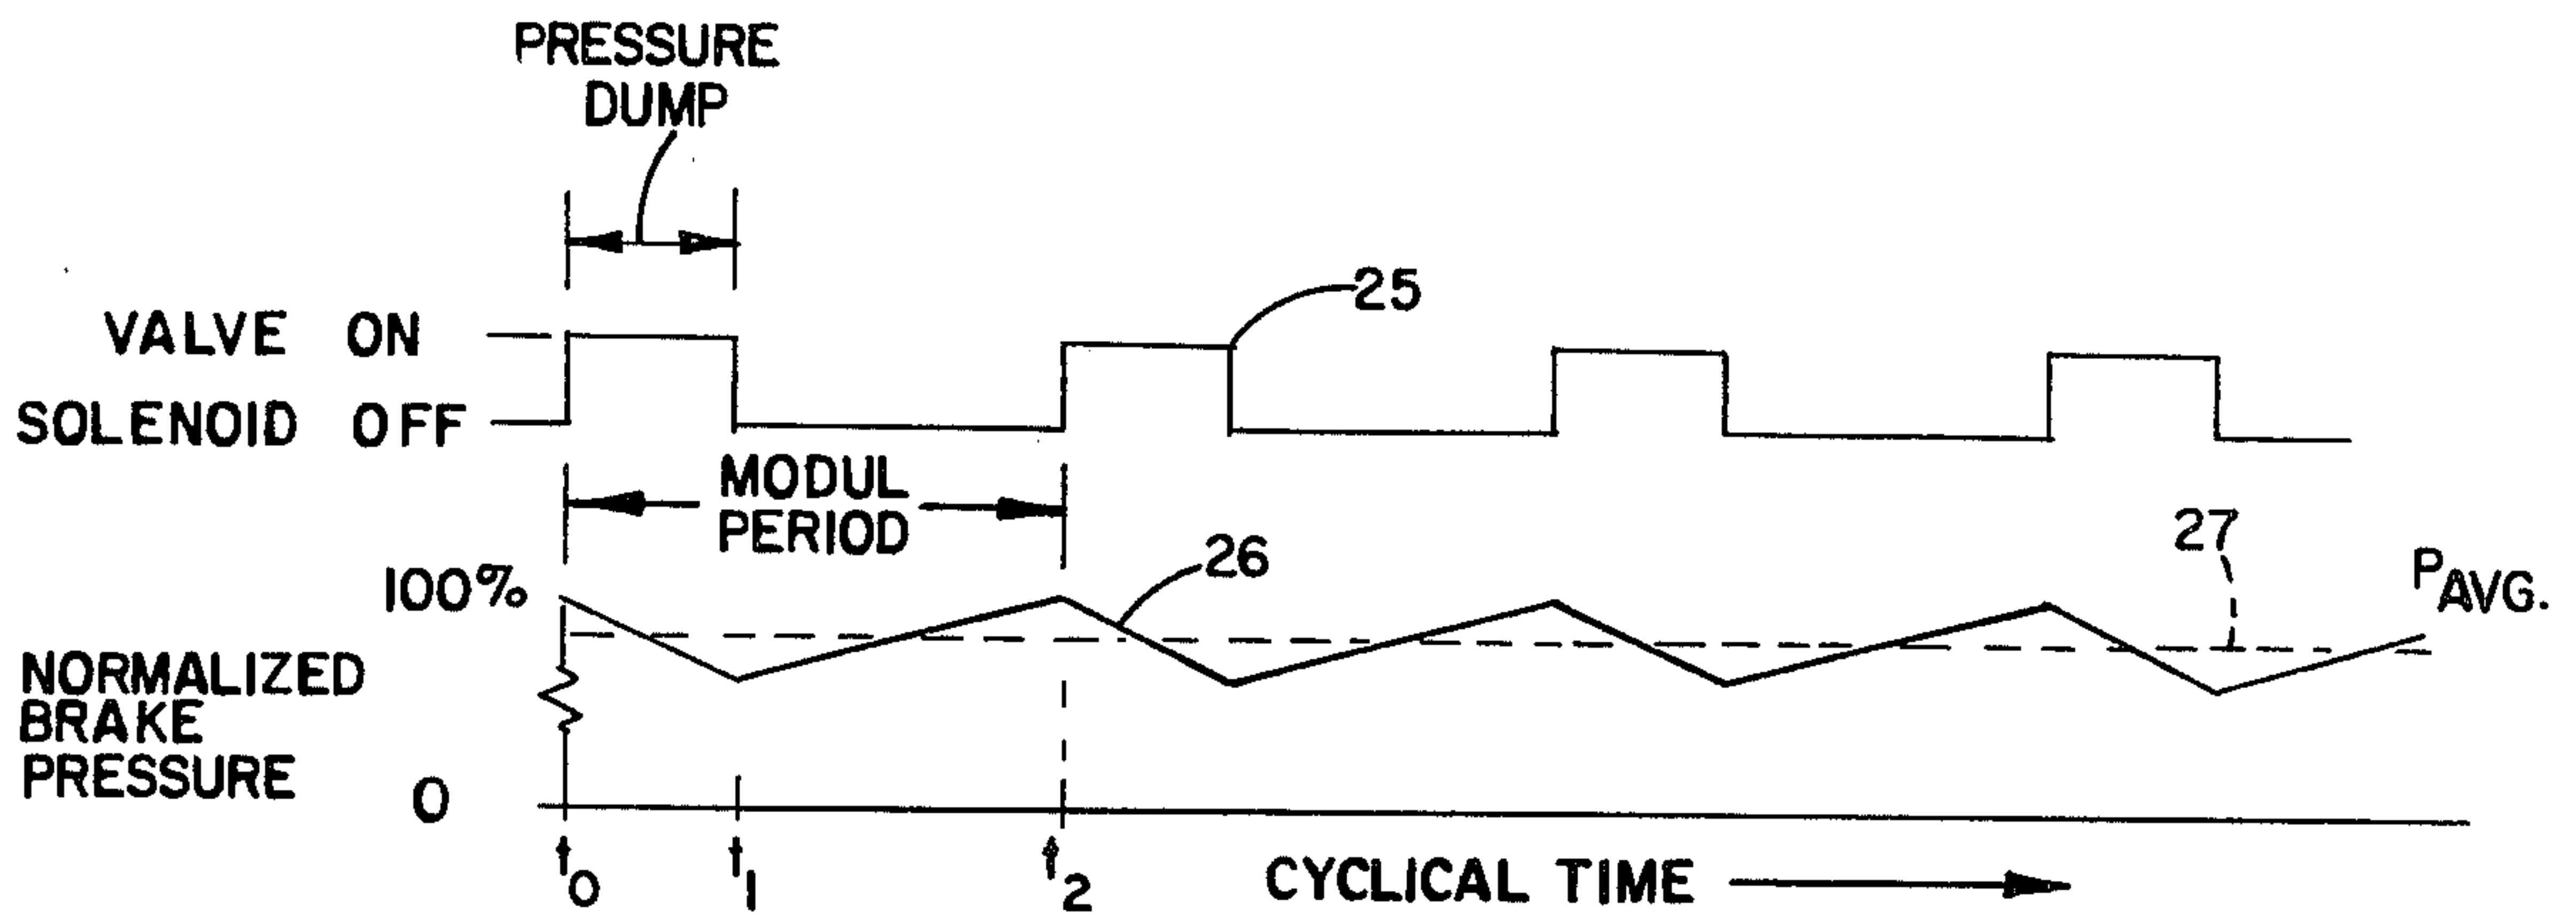 PRESSURE
DUMP
25
VALVE ON
SOLENOID OFF
MODUL
PERIOD
26
27
100%
PAVG.
NORMALIZED
BRAKE
PRESSURE
0
t0
t1
t2
CYCLICAL TIME